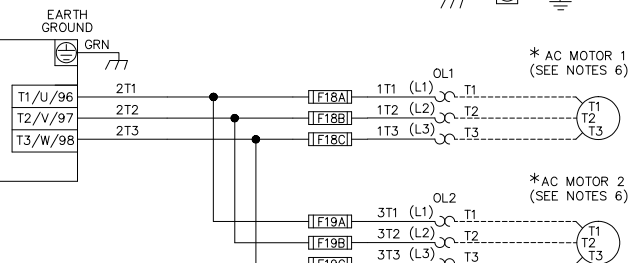 EARTH
GROUND
GRN
* AC MOTOR 1
(SEE NOTES 6)
OL1
T1/U/96 2T1 F18A 1T1 (L1) T1 T1
T2/V/97 2T2 F18B 1T2 (L2) T2 T2
T3/W/98 2T3 F18C 1T3 (L3) T3 T3
* AC MOTOR 2
(SEE NOTES 6)
OL2
F19A 3T1 (L1) T1 T1
F19B 3T2 (L2) T2 T2
F19C 3T3 (L3) T3 T3